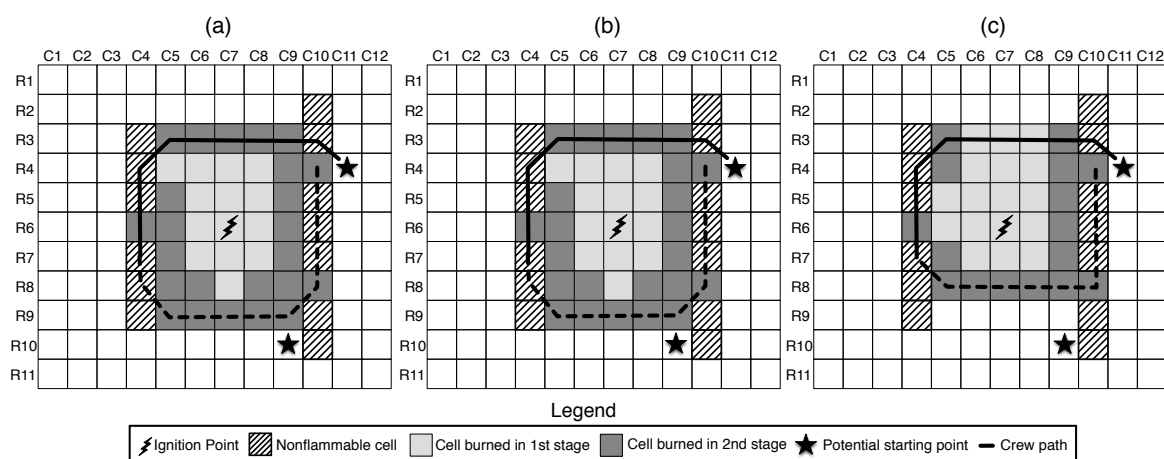 (a) (b) (c)
C1 C2 C3 C4 C5 C6 C7 C8 C9 C10 C11 C12 C1 C2 C3 C4 C5 C6 C7 C8 C9 C10 C11 C12 C1 C2 C3 C4 C5 C6 C7 C8 C9 C10 C11 C12
R1 R1 R1
R2 R2 R2
R3 R3 R3
R4 R4 R4
R5 R5 R5
R6 R6 R6
R7 R7 R7
R8 R8 R8
R9 R9 R9
R10 R10 R10
R11 R11 R11
Legend
Ignition Point Nonflammable cell Cell burned in 1st stage Cell burned in 2nd stage Potential starting point Crew path